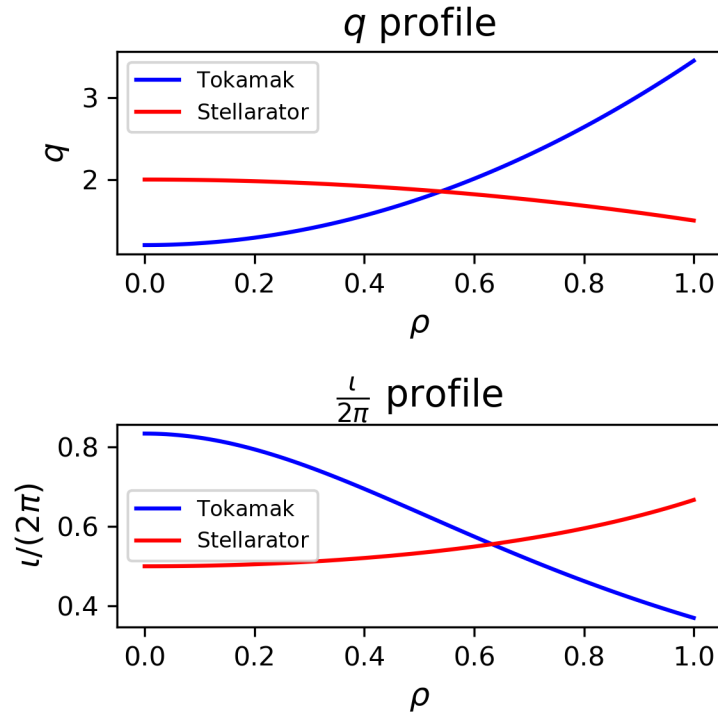 q profile
Tokamak
Stellarator
q
3
2
0.0 0.2 0.4 0.6 0.8 1.0
ρ
ι/2π profile
Tokamak
Stellarator
ι/(2π)
0.8
0.6
0.4
0.0 0.2 0.4 0.6 0.8 1.0
ρ